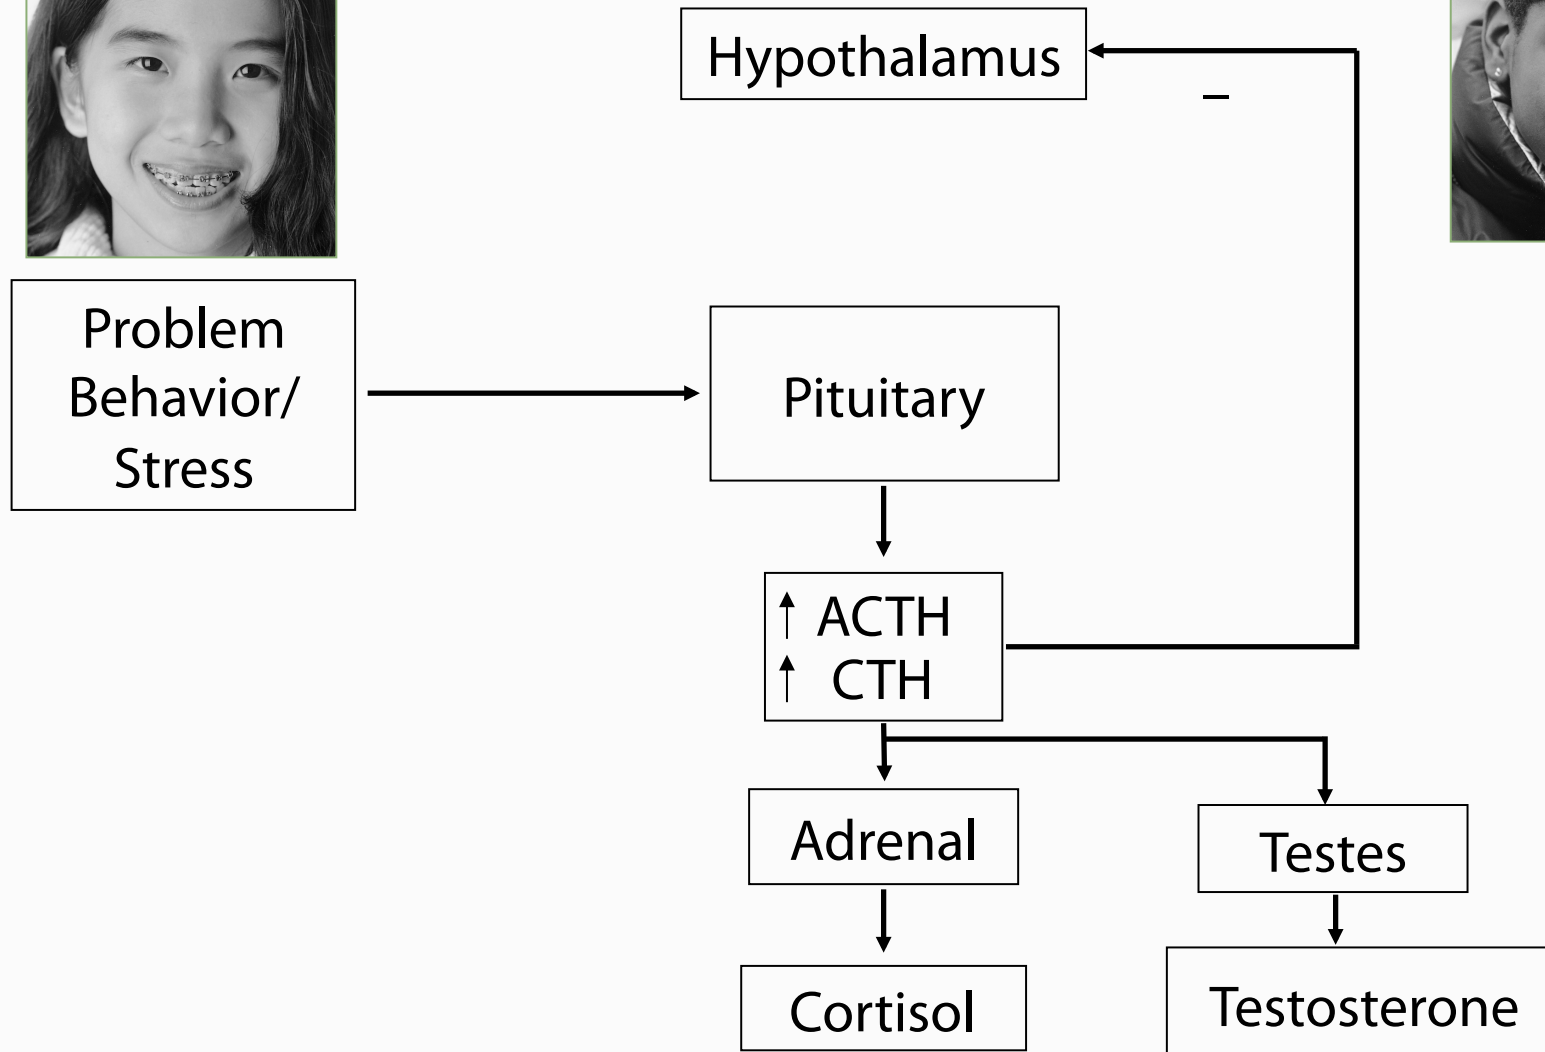 Hypothalamus
–
Problem
Behavior/
Stress
Pituitary
↑ ACTH
↑ CTH
Adrenal
Testes
Cortisol
Testosterone